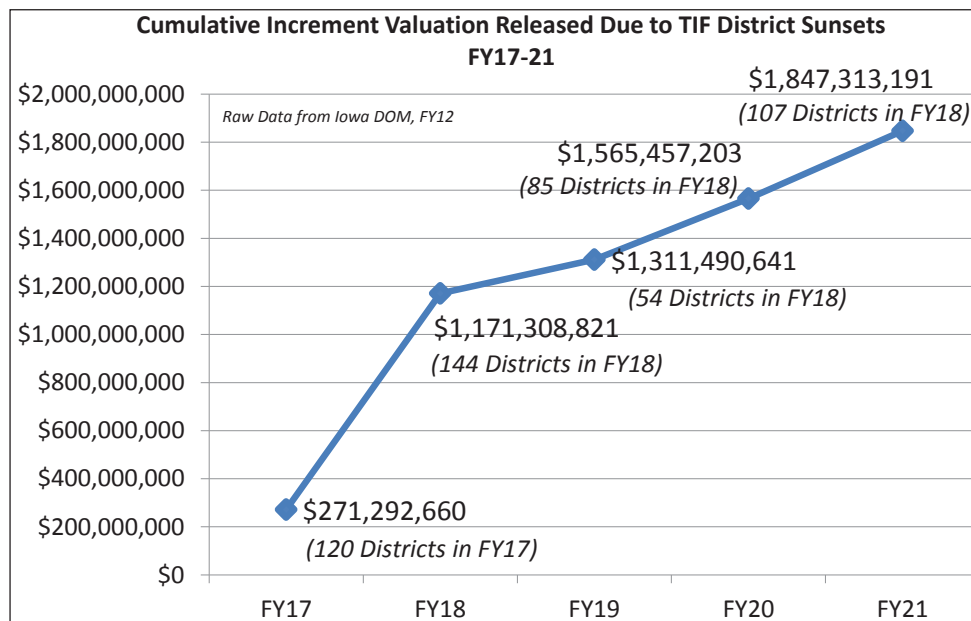 Cumulative Increment Valuation Released Due to TIF District Sunsets
FY17-21
$2,000,000,000
$1,800,000,000
$1,600,000,000
$1,400,000,000
$1,200,000,000
$1,000,000,000
$800,000,000
$600,000,000
$400,000,000
$200,000,000
$0
Raw Data from Iowa DOM, FY12
$271,292,660
(120 Districts in FY17)
$1,171,308,821
(144 Districts in FY18)
$1,311,490,641
(54 Districts in FY18)
$1,565,457,203
(85 Districts in FY18)
$1,847,313,191
(107 Districts in FY18)
FY17 FY18 FY19 FY20 FY21